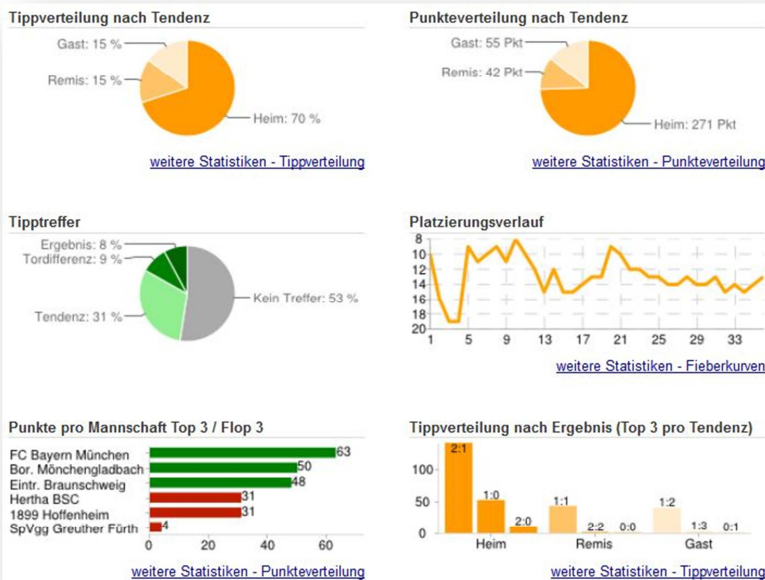 Tippverteilung nach Tendenz
Gast: 15 %
Remis: 15 %
Heim: 70 %
weitere Statistiken - Tippverteilung
Punkteverteilung nach Tendenz
Gast: 55 Pkt
Remis: 42 Pkt
Heim: 271 Pkt
weitere Statistiken - Punkteverteilung
Tipptreffer
Ergebnis: 8 %
Tordifferenz: 9 %
Kein Treffer: 53 %
Tendenz: 31 %
Platzierungsverlauf
8
10
12
14
16
18
20
1 5 9 13 17 21 25 29 33
weitere Statistiken - Fieberkurven
Punkte pro Mannschaft Top 3 / Flop 3
FC Bayern München 63
Bor. Mönchengladbach 50
Eintr. Braunschweig 48
Hertha BSC 31
1899 Hoffenheim 31
SpVgg Greuther Fürth 4
0 20 40 60
weitere Statistiken - Punkteverteilung
Tippverteilung nach Ergebnis (Top 3 pro Tendenz)
2:1
100
50 1:0 1:1 1:2
2:0 2:2 0:0 1:3 0:1
0
Heim Remis Gast
weitere Statistiken - Tippverteilung